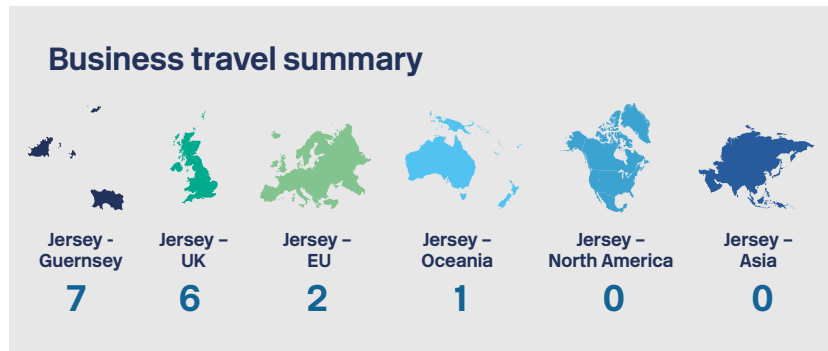 Business travel summary
Jersey -
Guernsey
7
Jersey –
UK
6
Jersey –
EU
2
Jersey –
Oceania
1
Jersey –
North America
0
Jersey –
Asia
0